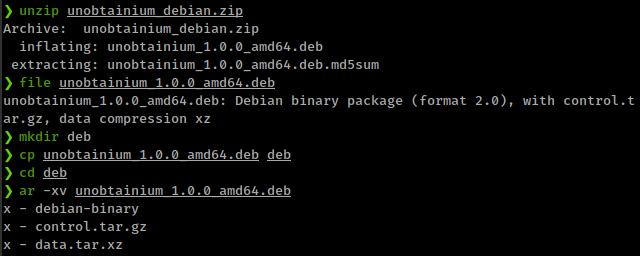 ❯ unzip unobtainium_debian.zip
Archive:  unobtainium_debian.zip
  inflating: unobtainium_1.0.0_amd64.deb
 extracting: unobtainium_1.0.0_amd64.deb.md5sum
❯ file unobtainium_1.0.0_amd64.deb
unobtainium_1.0.0_amd64.deb: Debian binary package (format 2.0), with control.t
ar.gz, data compression xz
❯ mkdir deb
❯ cp unobtainium_1.0.0_amd64.deb deb
❯ cd deb
❯ ar -xv unobtainium_1.0.0_amd64.deb
x - debian-binary
x - control.tar.gz
x - data.tar.xz